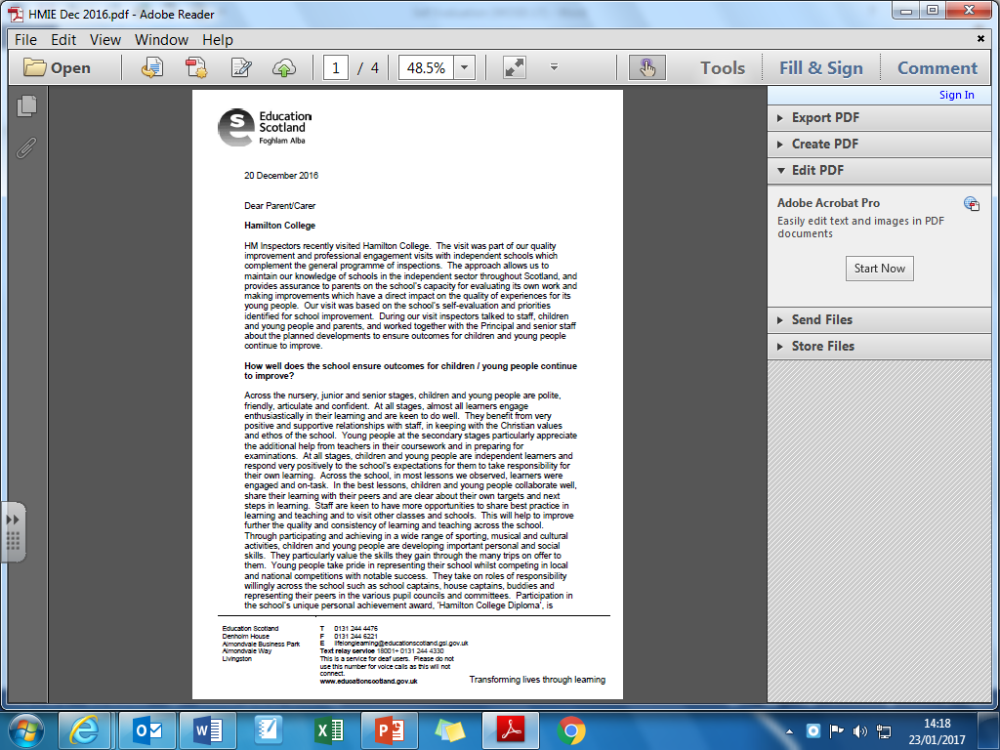 HMIE Dec 2016.pdf - Adobe Reader
File Edit View Window Help
Open 1 / 4 48.5% Tools Fill & Sign Comment
Sign In
Export PDF
Create PDF
Edit PDF
Adobe Acrobat Pro
Easily edit text and images in PDF
documents
Start Now
Send Files
Store Files
Education
Scotland
Foghlam Alba
20 December 2016
Dear Parent/Carer
Hamilton College
HM Inspectors recently visited Hamilton College. The visit was part of our quality
improvement and professional engagement visits with independent schools which
complement the general programme of inspections. The approach allows us to
maintain our knowledge of schools in the independent sector throughout Scotland, and
provides assurance to parents on the school's capacity for evaluating its own work and
making improvements which have a direct impact on the quality of experiences for its
young people. Our visit was based on the school's self-evaluation and priorities
identified for school improvement. During our visit inspectors talked to staff, children
and young people and parents, and worked together with the Principal and senior staff
about the planned developments to ensure outcomes for children and young people
continue to improve.
How well does the school ensure outcomes for children / young people continue
to improve?
Across the nursery, junior and senior stages, children and young people are polite,
friendly, articulate and confident. At all stages, almost all learners engage
enthusiastically in their learning and are keen to do well. They benefit from very
positive and supportive relationships with staff, in keeping with the Christian values
and ethos of the school. Young people at the secondary stages particularly appreciate
the additional help from teachers in their coursework and in preparing for
examinations. At all stages, children and young people are independent learners and
respond very positively to the school's expectations for them to take responsibility for
their own learning. Across the school, in most lessons we observed, learners were
engaged and on-task. In the best lessons, children and young people collaborate well,
share their learning with their peers and are clear about their own targets and next
steps in learning. Staff are keen to have more opportunities to share best practice in
learning and teaching and to visit other classes and schools. This will help to improve
further the quality and consistency of learning and teaching across the school.
Through participating and achieving in a wide range of sporting, musical and cultural
activities, children and young people are developing important personal and social
skills. They particularly value the skills they gain through the many trips on offer to
them. Young people take pride in representing their school whilst competing in local
and national competitions with notable success. They take on roles of responsibility
willingly across the school such as school captains, house captains, buddies and
representing their peers in the various pupil councils and committees. Participation in
the school's unique personal achievement award, 'Hamilton College Diploma', is
Education Scotland
Denholm House
Almondvale Business Park
Almondvale Way
Livingston
T 0131 244 4476
F 0131 244 6221
E lifelonglearning@educationscotland.gsi.gov.uk
Text relay service 18001+ 0131 244 4330
This is a service for deaf users. Please do not
use this number for voice calls as this will not
connect.
www.educationscotland.gov.uk
Transforming lives through learning
14:18
23/01/2017